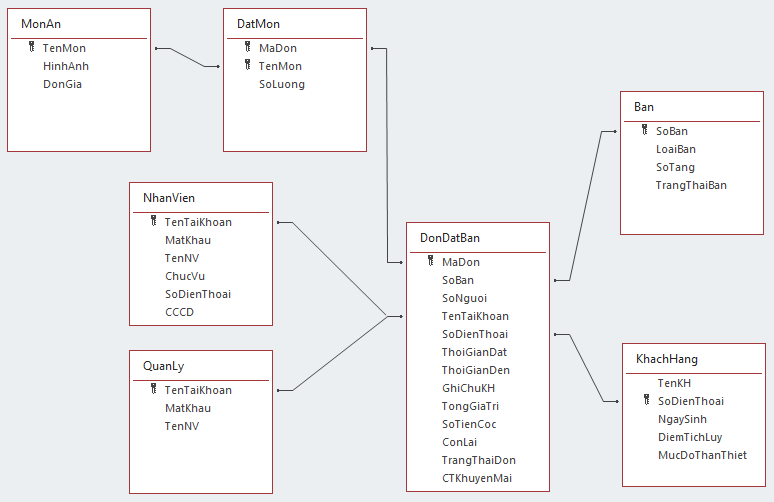 MonAn
TenMon
HinhAnh
DonGia
DatMon
MaDon
TenMon
SoLuong
Ban
SoBan
LoaiBan
SoTang
TrangThaiBan
NhanVien
TenTaiKhoan
MatKhau
TenNV
ChucVu
SoDienThoai
CCCD
DonDatBan
MaDon
SoBan
SoNguoi
TenTaiKhoan
SoDienThoai
ThoiGianDat
ThoiGianDen
GhiChuKH
TongGiaTri
SoTienCoc
ConLai
TrangThaiDon
CTKhuyenMai
QuanLy
TenTaiKhoan
MatKhau
TenNV
KhachHang
TenKH
SoDienThoai
NgaySinh
DiemTichLuy
MucDoThanThiet